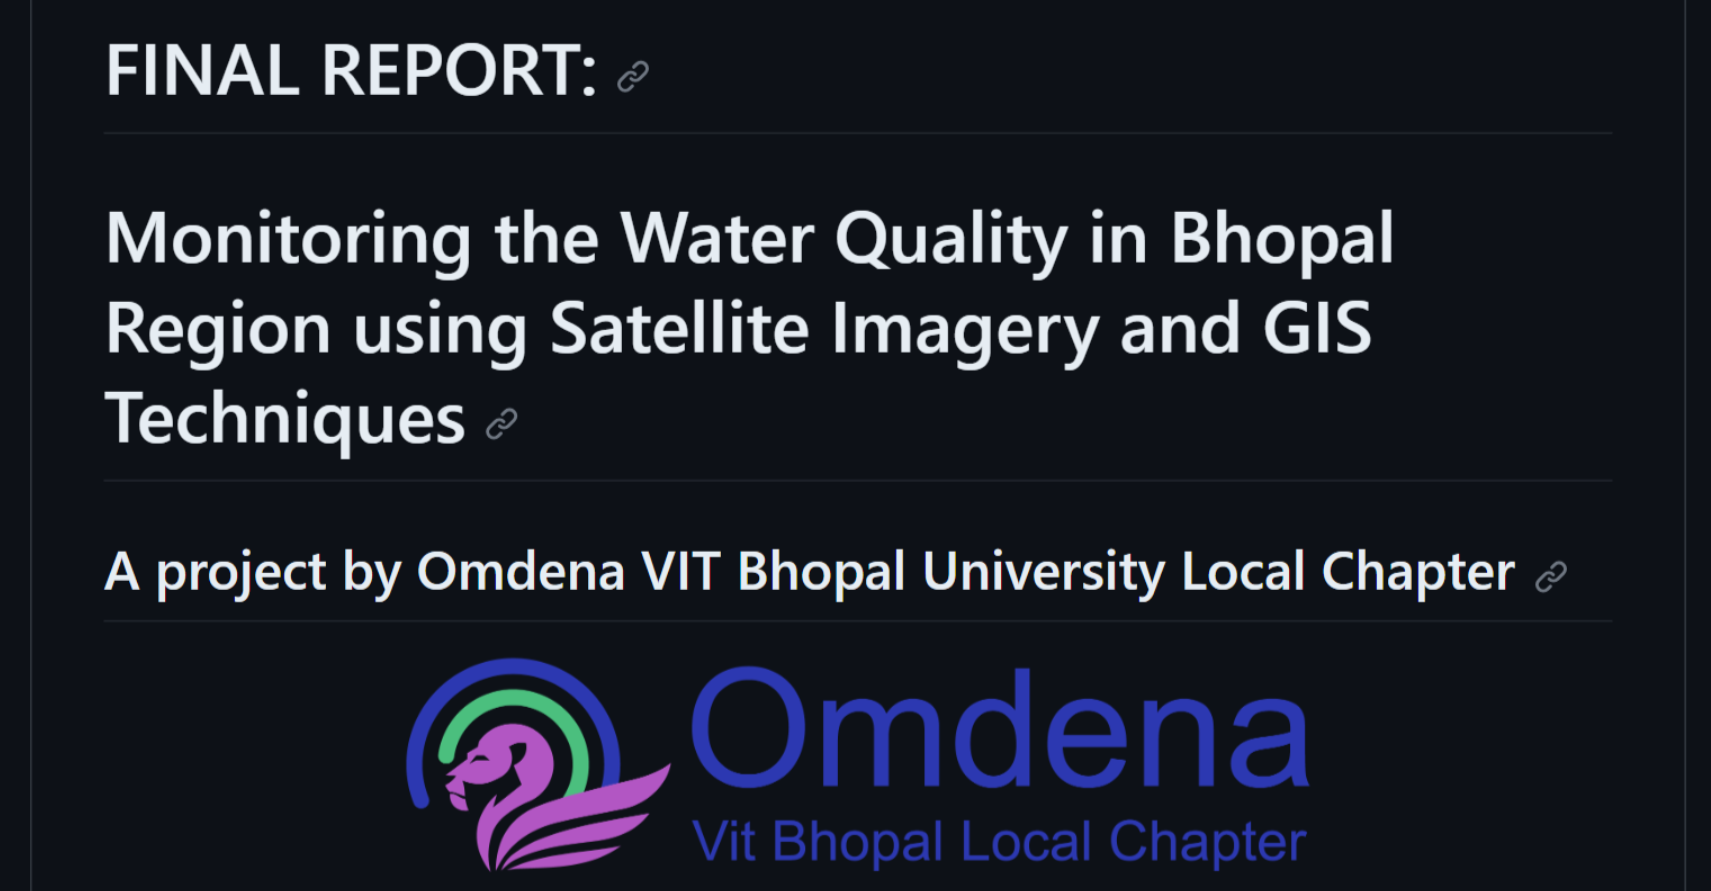 FINAL REPORT:
Monitoring the Water Quality in Bhopal
Region using Satellite Imagery and GIS
Techniques
A project by Omdena VIT Bhopal University Local Chapter
Omdena
Vit Bhopal Local Chapter